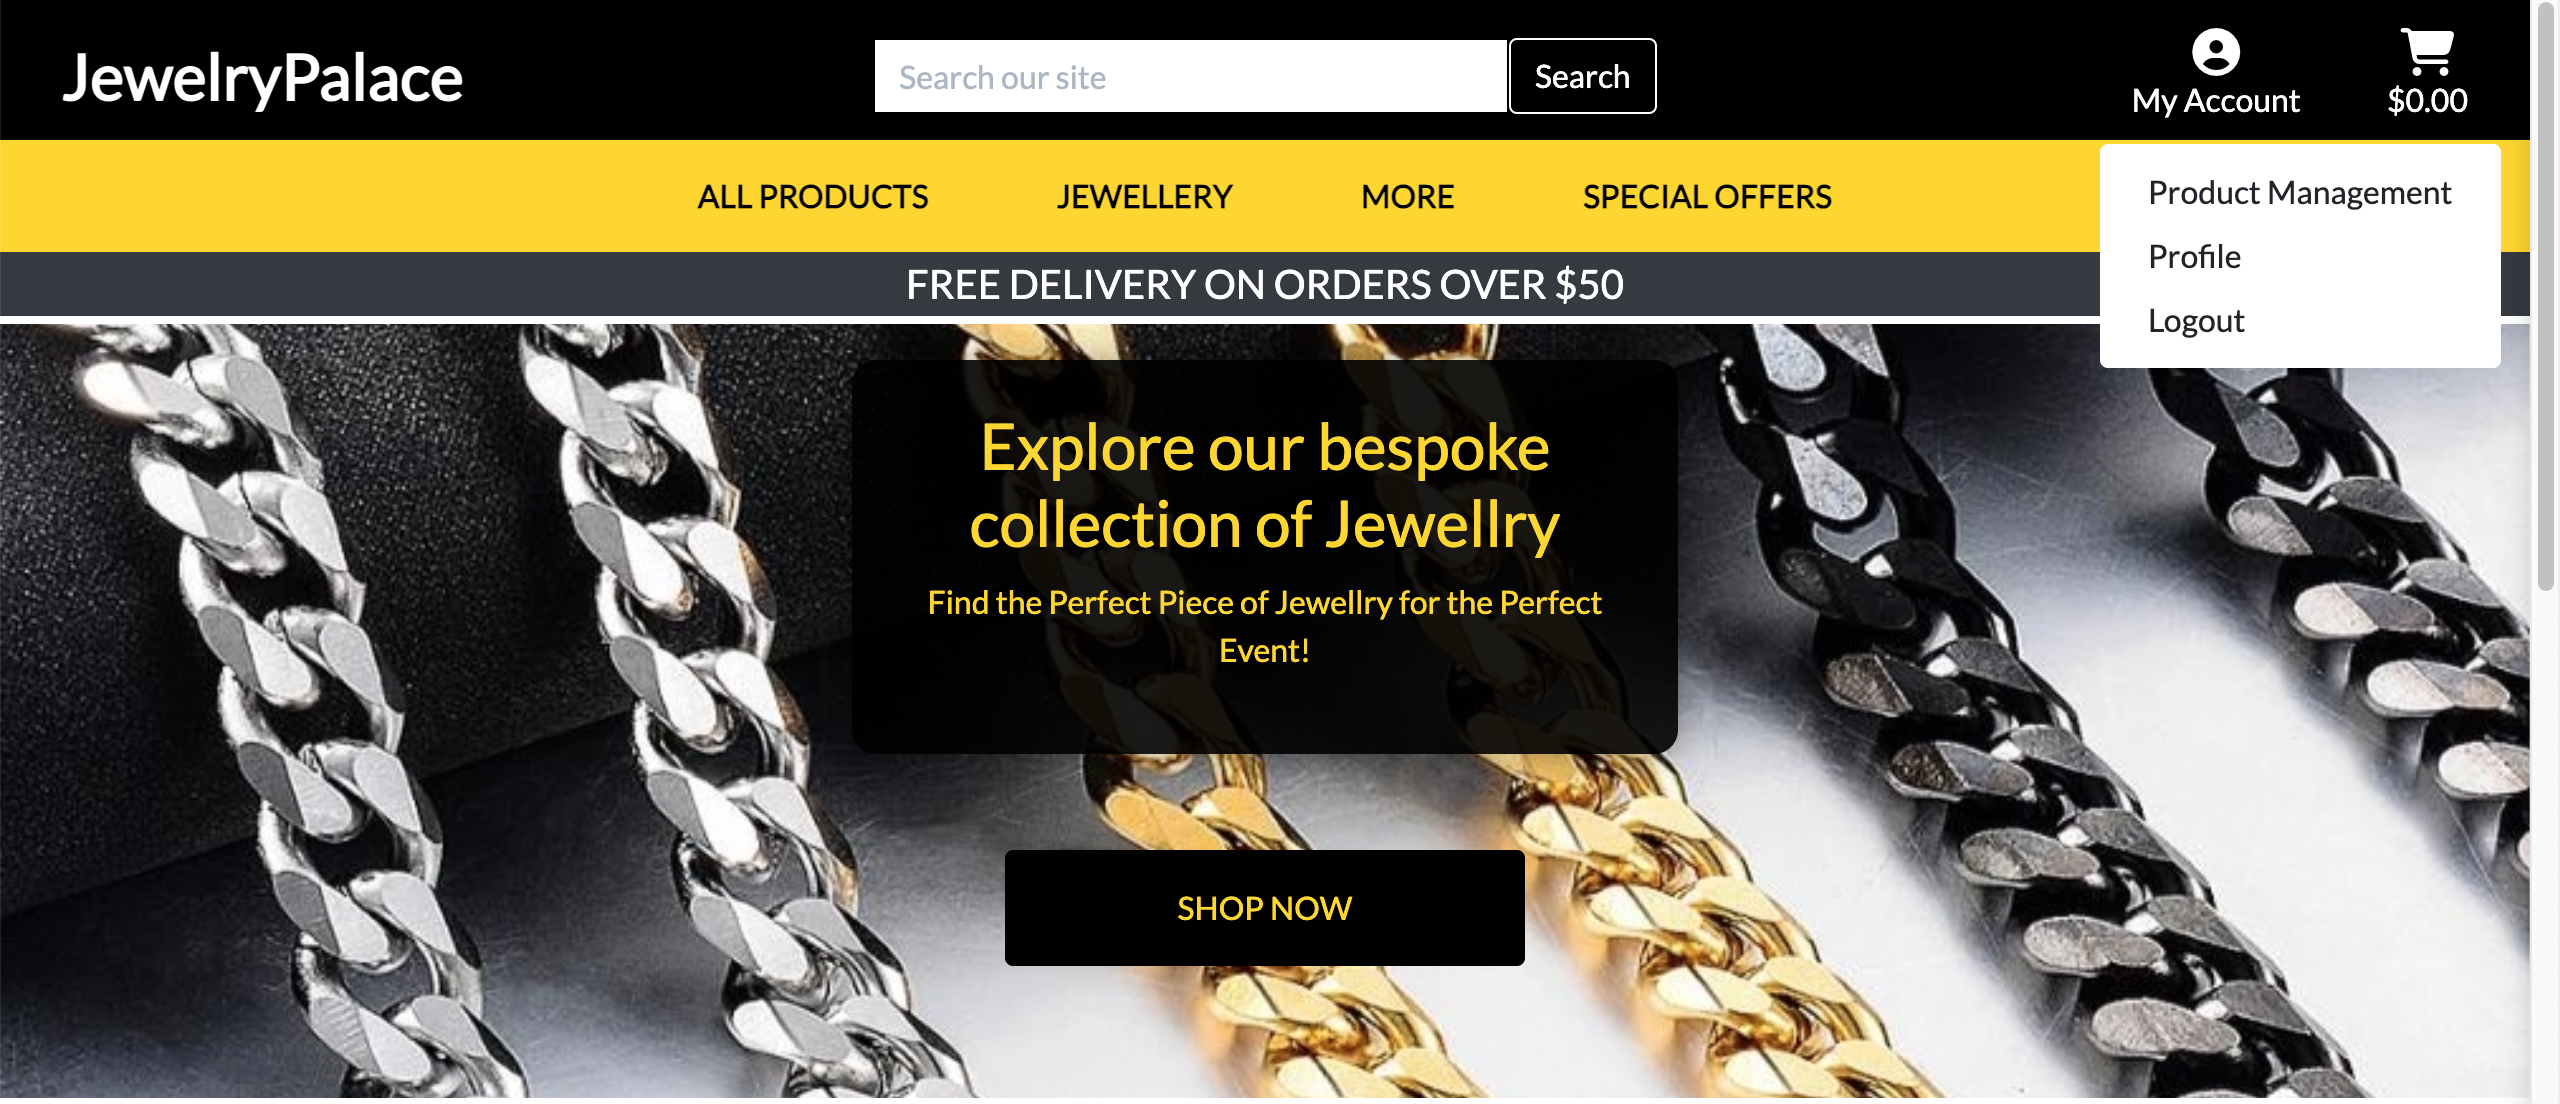 JewelryPalace
Search our site
Search
My Account
$0.00
ALL PRODUCTS
JEWELLERY
MORE
SPECIAL OFFERS
Product Management
Profile
Logout
FREE DELIVERY ON ORDERS OVER $50
Explore our bespoke
collection of Jewellry
Find the Perfect Piece of Jewellry for the Perfect
Event!
SHOP NOW